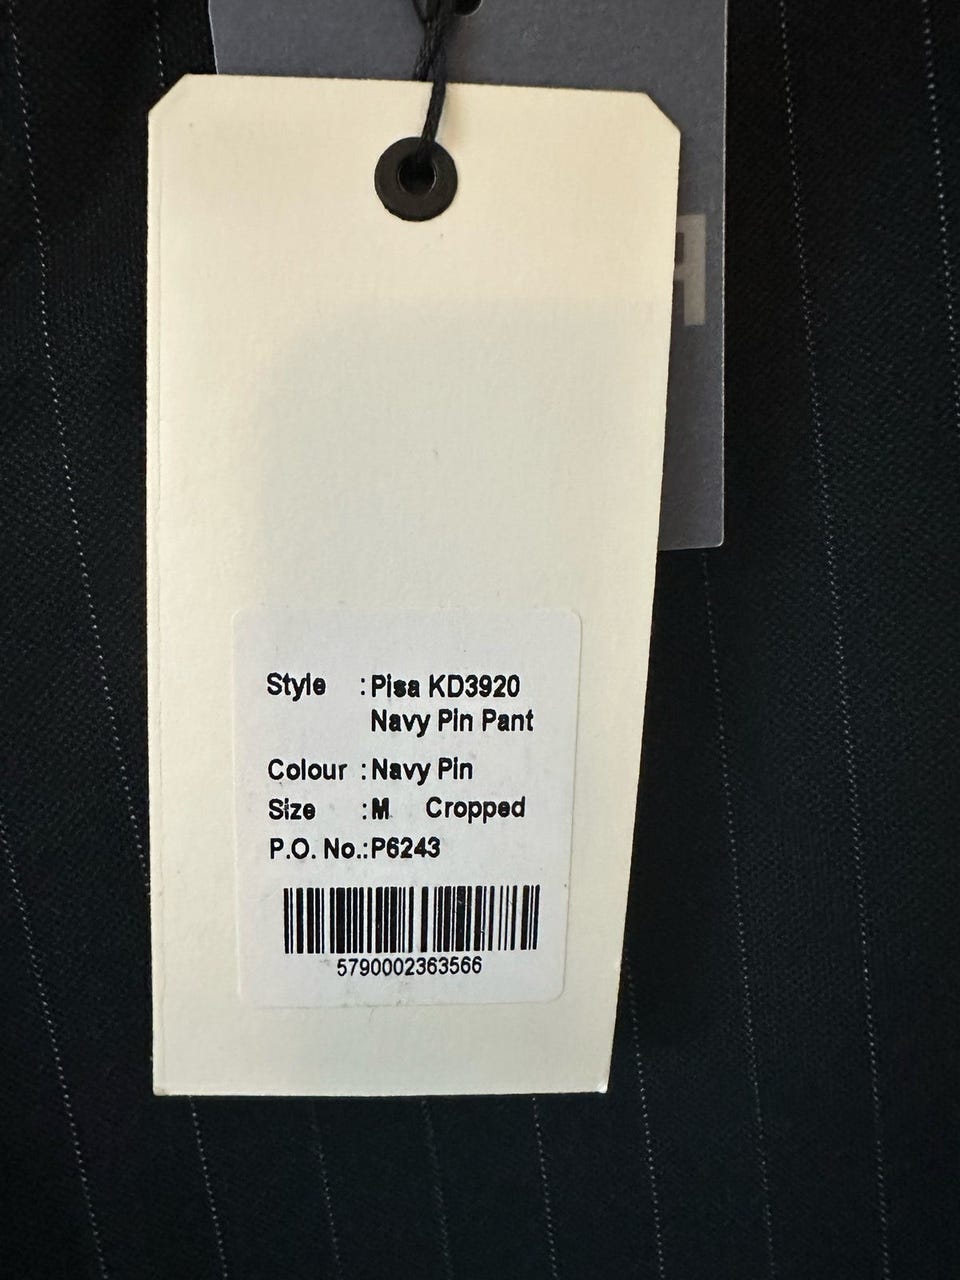 Style : Pisa KD3920
Navy Pin Pant
Colour : Navy Pin
Size : M Cropped
P.O. No.: P6243
5790002363566